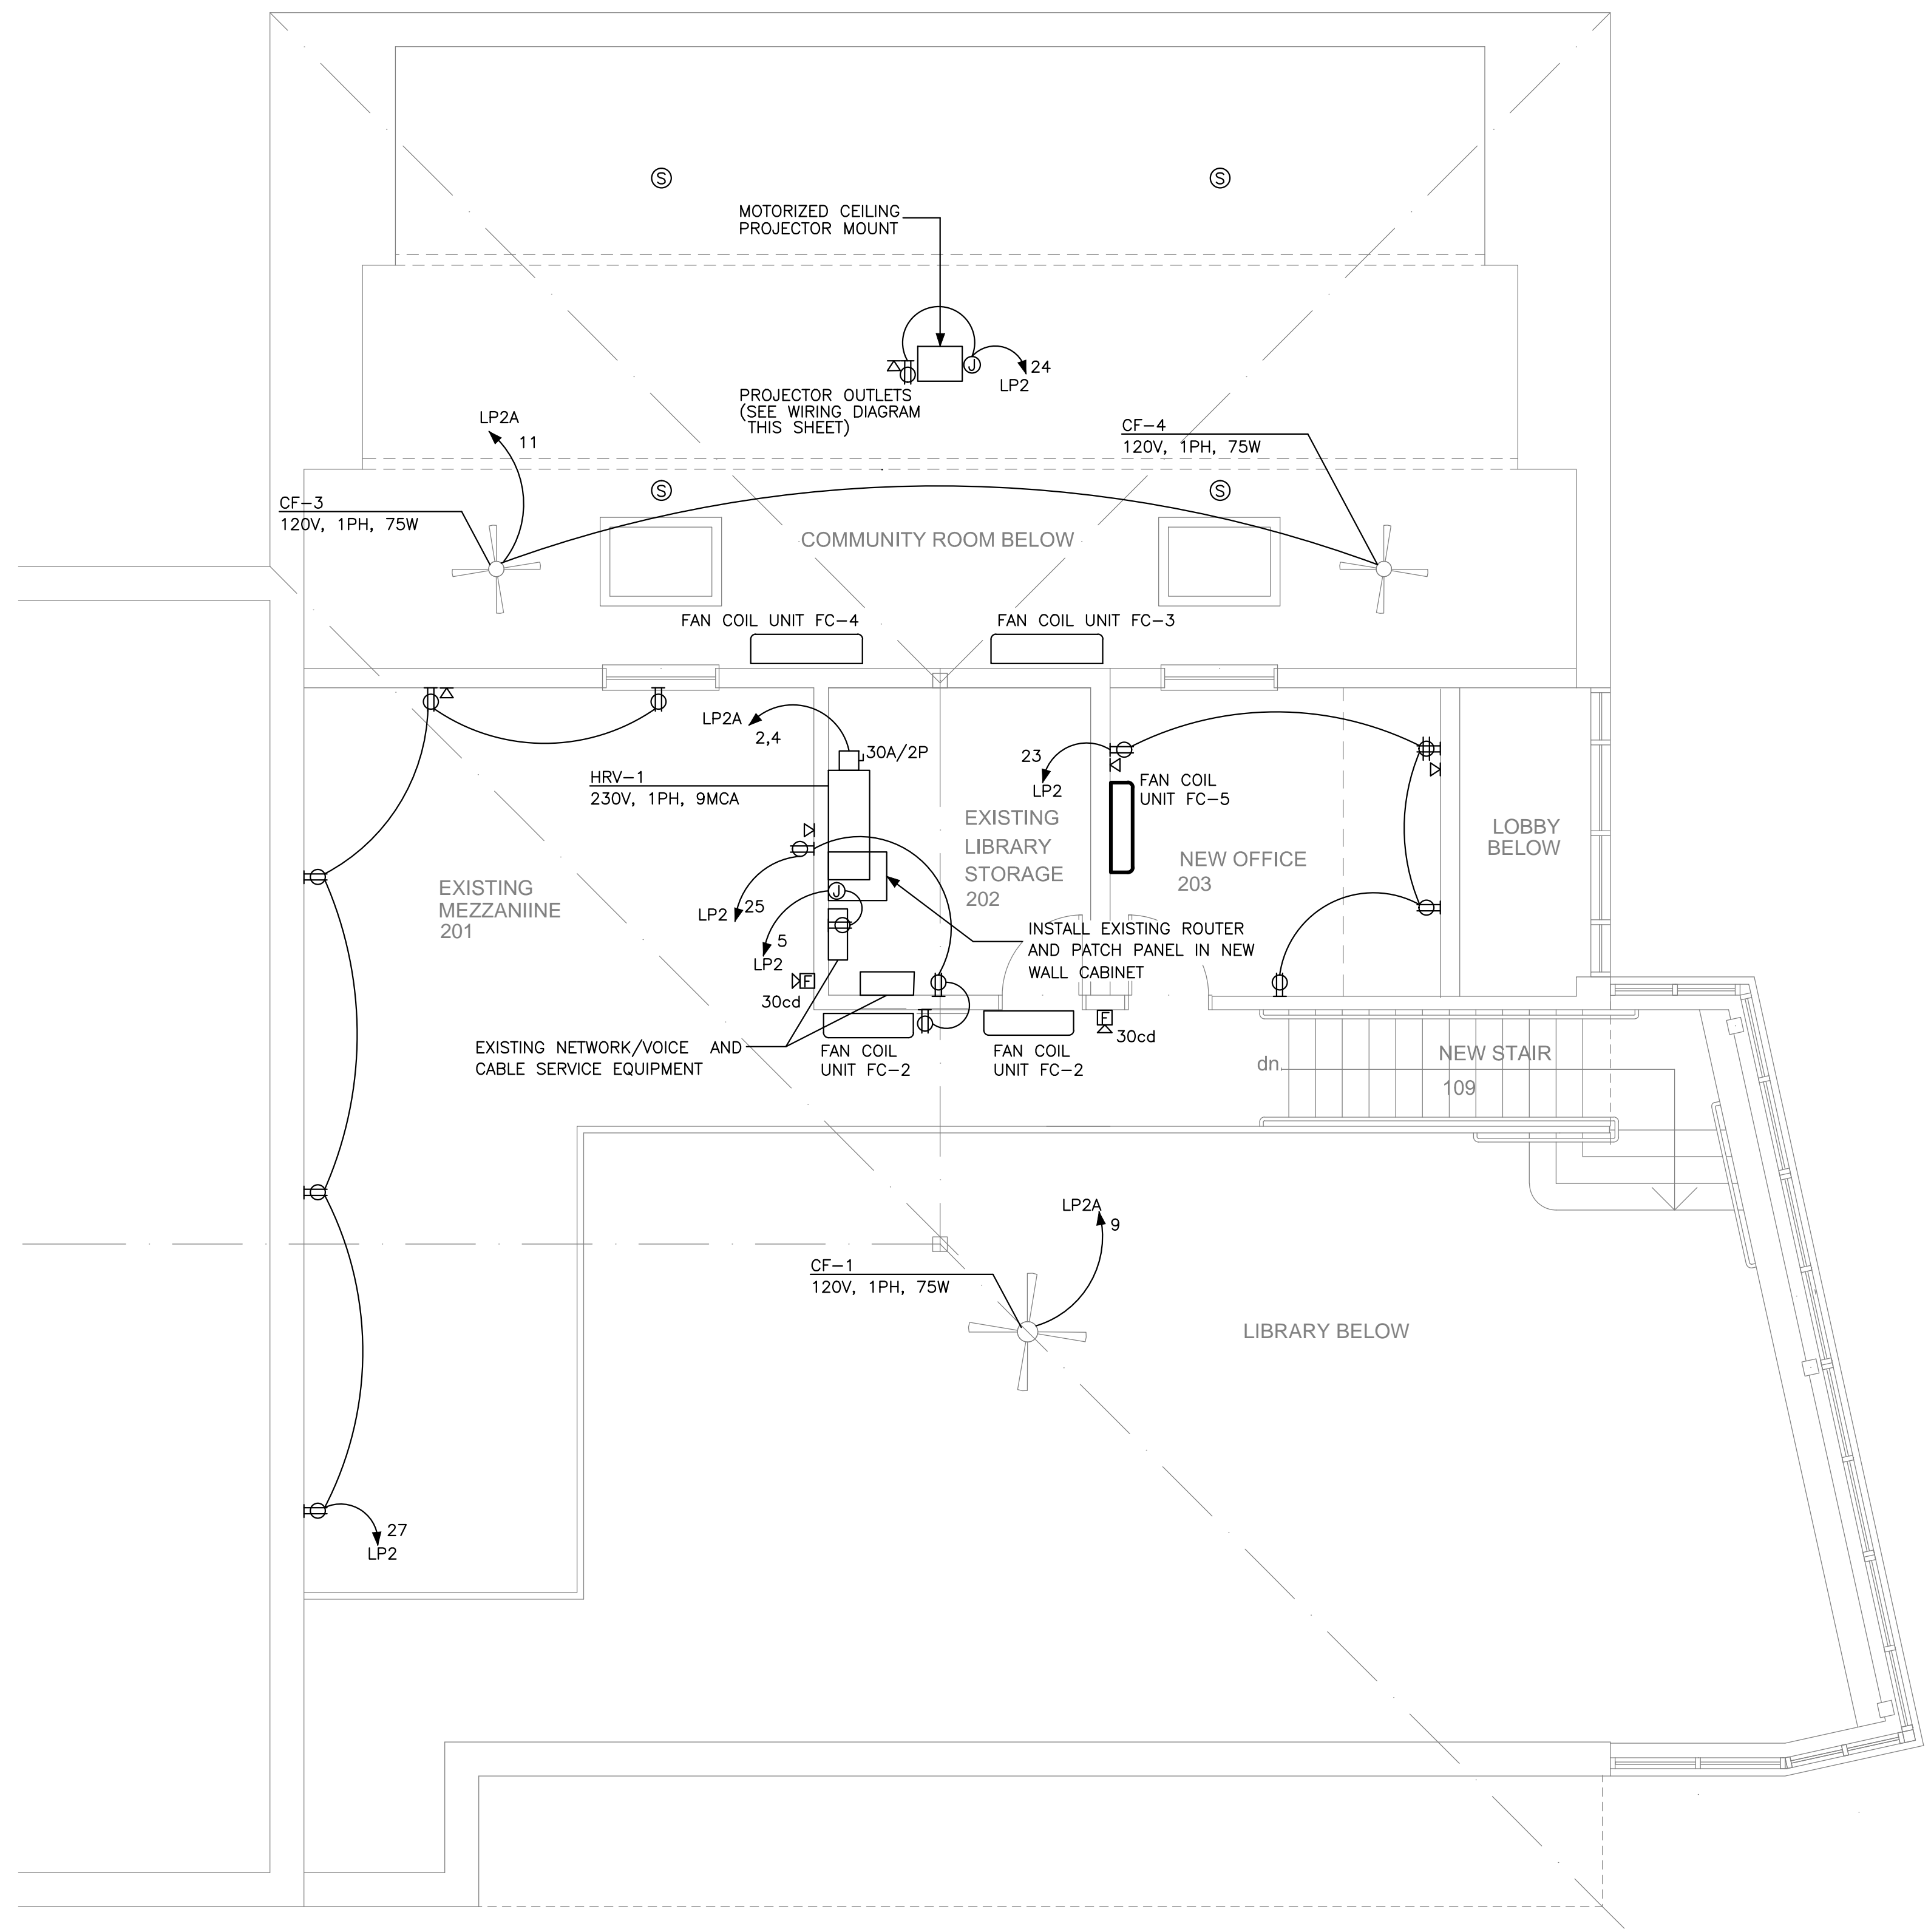 S
S
MOTORIZED CEILING
PROJECTOR MOUNT
J
24
LP2
PROJECTOR OUTLETS
(SEE WIRING DIAGRAM
THIS SHEET)
LP2A
11
CF-4
120V, 1PH, 75W
CF-3
120V, 1PH, 75W
S
S
COMMUNITY ROOM BELOW
FAN COIL UNIT FC-4
FAN COIL UNIT FC-3
LP2A
2,4
30A/2P
HRV-1
230V, 1PH, 9MCA
23
LP2
FAN COIL
UNIT FC-5
EXISTING
LIBRARY
STORAGE
202
NEW OFFICE
203
LOBBY
BELOW
EXISTING
MEZZANIINE
201
LP2
25
J
5
LP2
F
30cd
INSTALL EXISTING ROUTER
AND PATCH PANEL IN NEW
WALL CABINET
F
30cd
EXISTING NETWORK/VOICE AND
CABLE SERVICE EQUIPMENT
FAN COIL
UNIT FC-2
FAN COIL
UNIT FC-2
dn.
NEW STAIR
109
LP2A
9
CF-1
120V, 1PH, 75W
LIBRARY BELOW
27
LP2